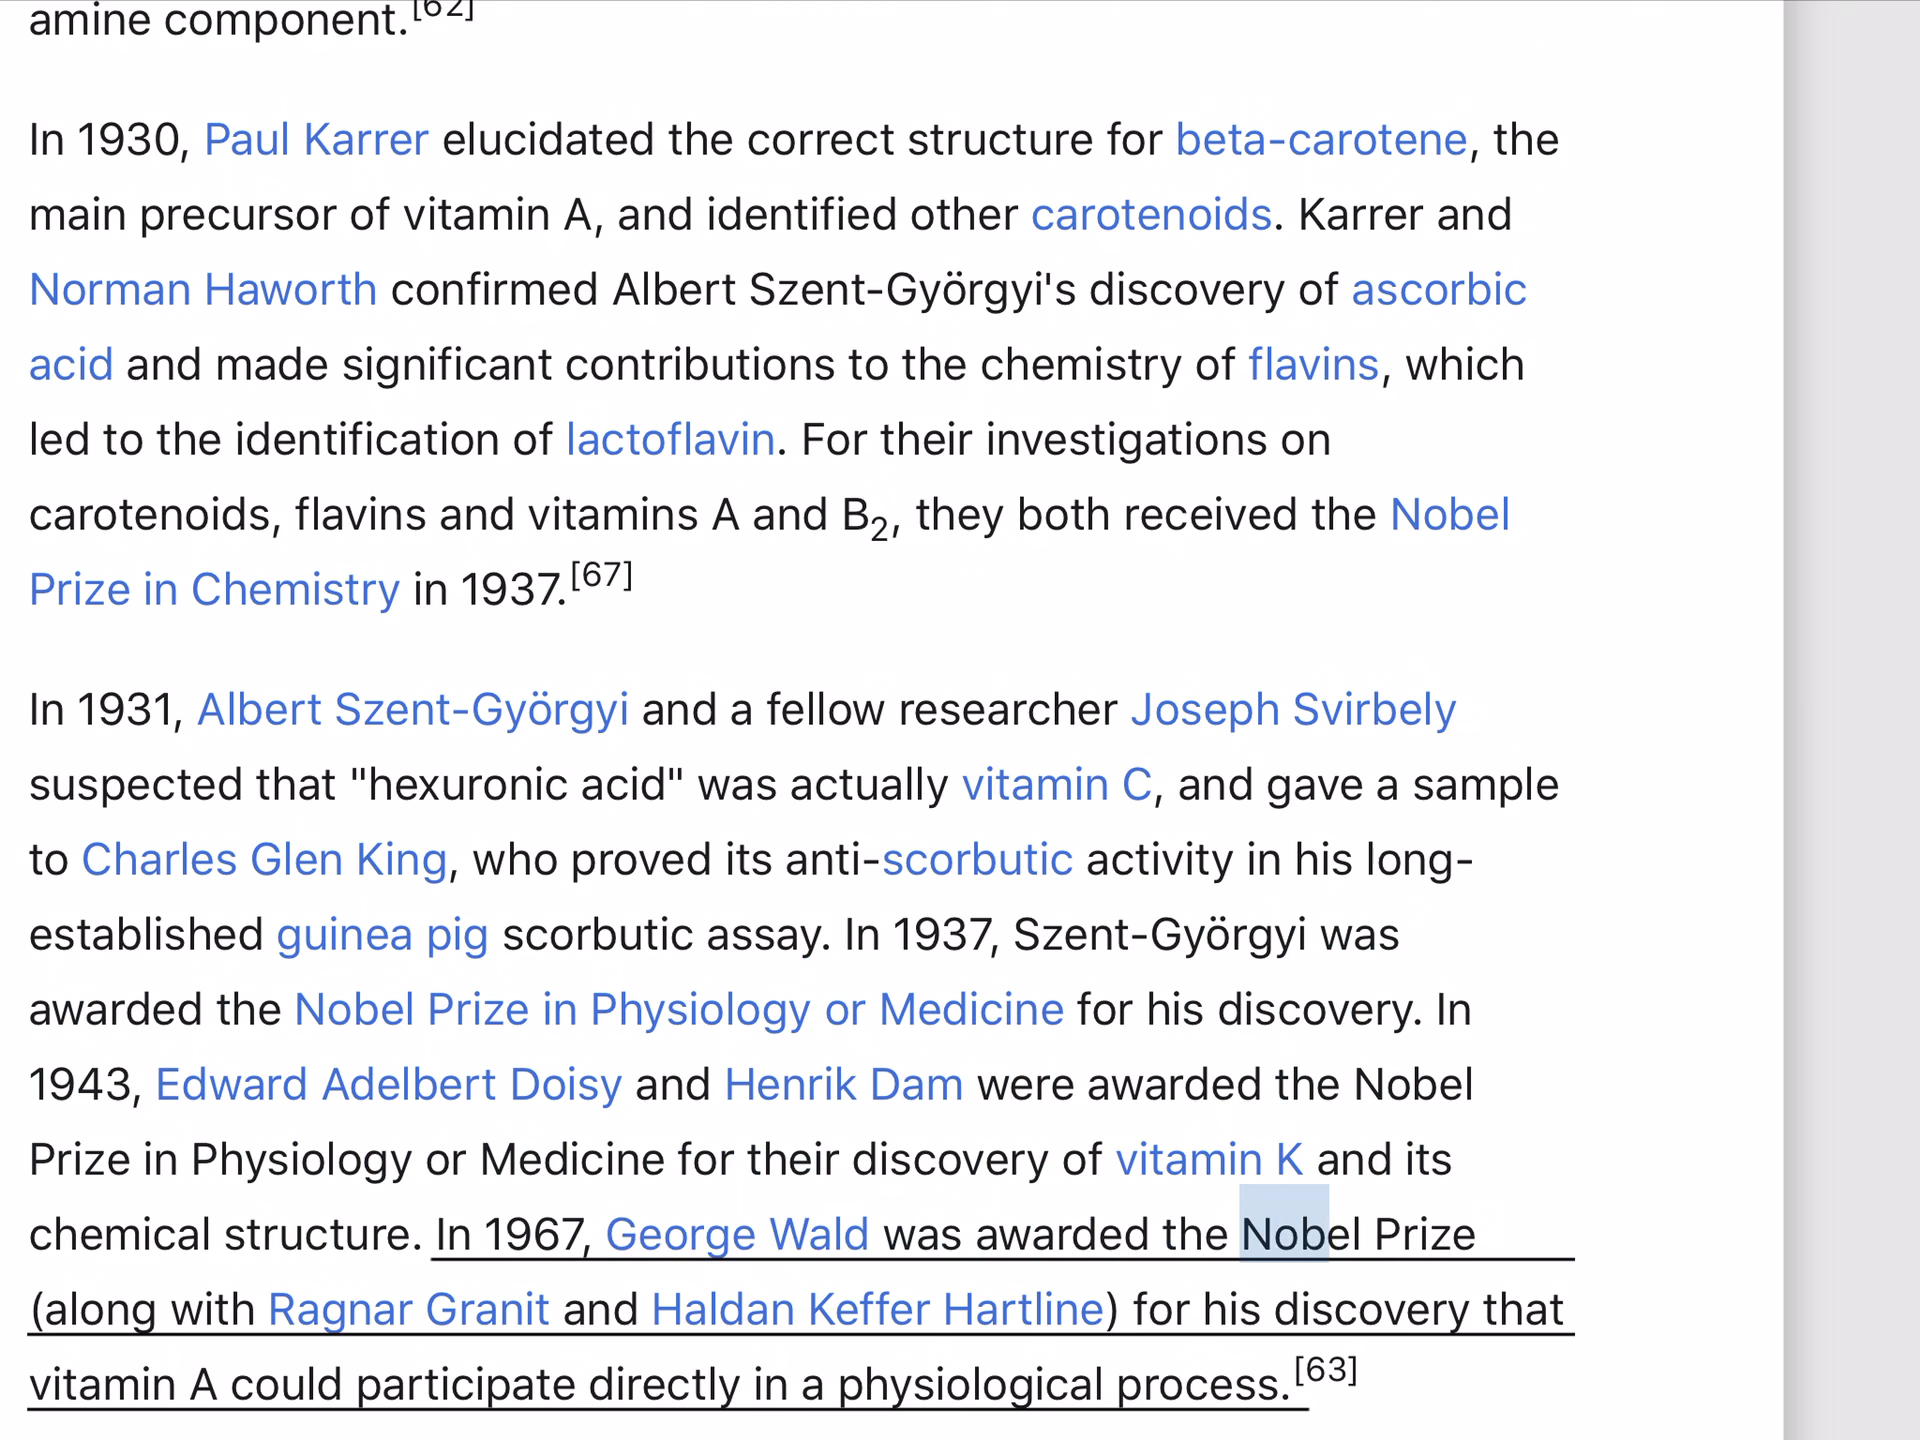 amine component.[62]
In 1930, Paul Karrer elucidated the correct structure for beta-carotene, the
main precursor of vitamin A, and identified other carotenoids. Karrer and
Norman Haworth confirmed Albert Szent-Györgyi's discovery of ascorbic
acid and made significant contributions to the chemistry of flavins, which
led to the identification of lactoflavin. For their investigations on
carotenoids, flavins and vitamins A and B₂, they both received the Nobel
Prize in Chemistry in 1937.[67]
In 1931, Albert Szent-Györgyi and a fellow researcher Joseph Svirbely
suspected that "hexuronic acid" was actually vitamin C, and gave a sample
to Charles Glen King, who proved its anti-scorbutic activity in his long-
established guinea pig scorbutic assay. In 1937, Szent-Györgyi was
awarded the Nobel Prize in Physiology or Medicine for his discovery. In
1943, Edward Adelbert Doisy and Henrik Dam were awarded the Nobel
Prize in Physiology or Medicine for their discovery of vitamin K and its
chemical structure. In 1967, George Wald was awarded the Nobel Prize
(along with Ragnar Granit and Haldan Keffer Hartline) for his discovery that
vitamin A could participate directly in a physiological process.[63]